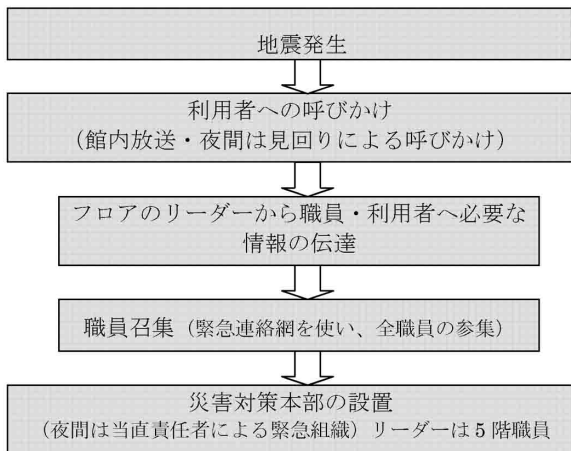 地震発生
利用者への呼びかけ
（館内放送・夜間は見回りによる呼びかけ）
フロアのリーダーから職員・利用者へ必要な
情報の伝達
職員召集（緊急連絡網を使い、全職員の参集）
災害対策本部の設置
（夜間は当直責任者による緊急組織）リーダーは5階職員